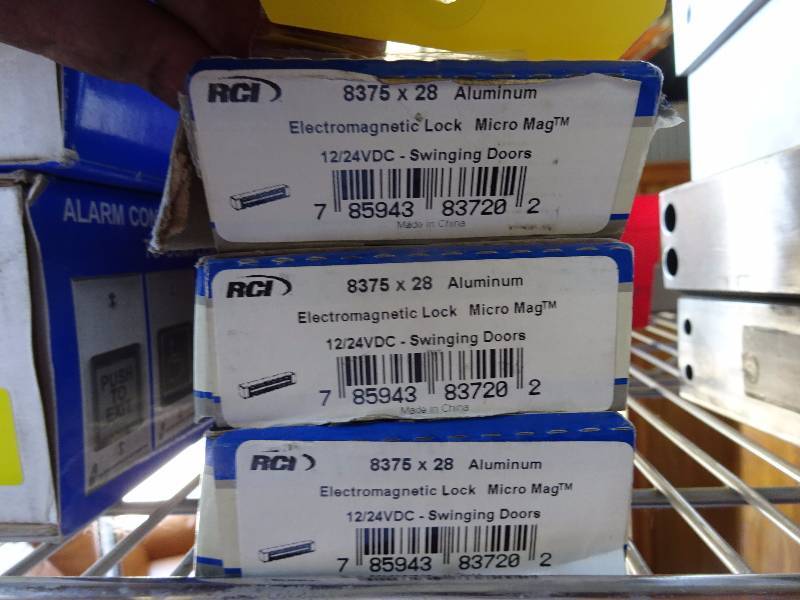 RCI
8375 x 28 Aluminum
Electromagnetic Lock Micro Mag™
12/24VDC - Swinging Doors
7 85943 83720 2
Made in China
ALARM CON
PUSH
TO
EXIT
RCI
8375 x 28 Aluminum
Electromagnetic Lock Micro Mag™
12/24VDC - Swinging Doors
7 85943 83720 2
Made in China
RCI
8375 x 28 Aluminum
Electromagnetic Lock Micro Mag™
12/24VDC - Swinging Doors
7 85943 83720 2